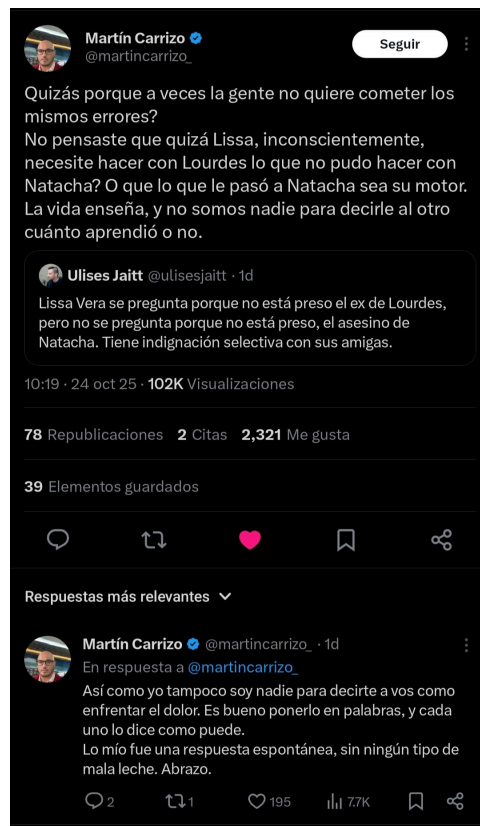 Martín Carrizo
Seguir
@martincarrizo_
Quizás porque a veces la gente no quiere cometer los
mismos errores?
No pensaste que quizá Lissa, inconscientemente,
necesite hacer con Lourdes lo que no pudo hacer con
Natacha? O que lo que le pasó a Natacha sea su motor.
La vida enseña, y no somos nadie para decirle al otro
cuánto aprendió o no.
Ulises Jaitt @ulisesjaitt · 1d
Lissa Vera se pregunta porque no está preso el ex de Lourdes,
pero no se pregunta porque no está preso, el asesino de
Natacha. Tiene indignación selectiva con sus amigas.
10:19 · 24 oct 25 · 102K Visualizaciones
78 Republicaciones 2 Citas 2,321 Me gusta
39 Elementos guardados
Respuestas más relevantes
Martín Carrizo @martincarrizo_ · 1d
En respuesta a @martincarrizo_
Así como yo tampoco soy nadie para decirte a vos como
enfrentar el dolor. Es bueno ponerlo en palabras, y cada
uno lo dice como puede.
Lo mío fue una respuesta espontánea, sin ningún tipo de
mala leche. Abrazo.
2 1 195 7.7K